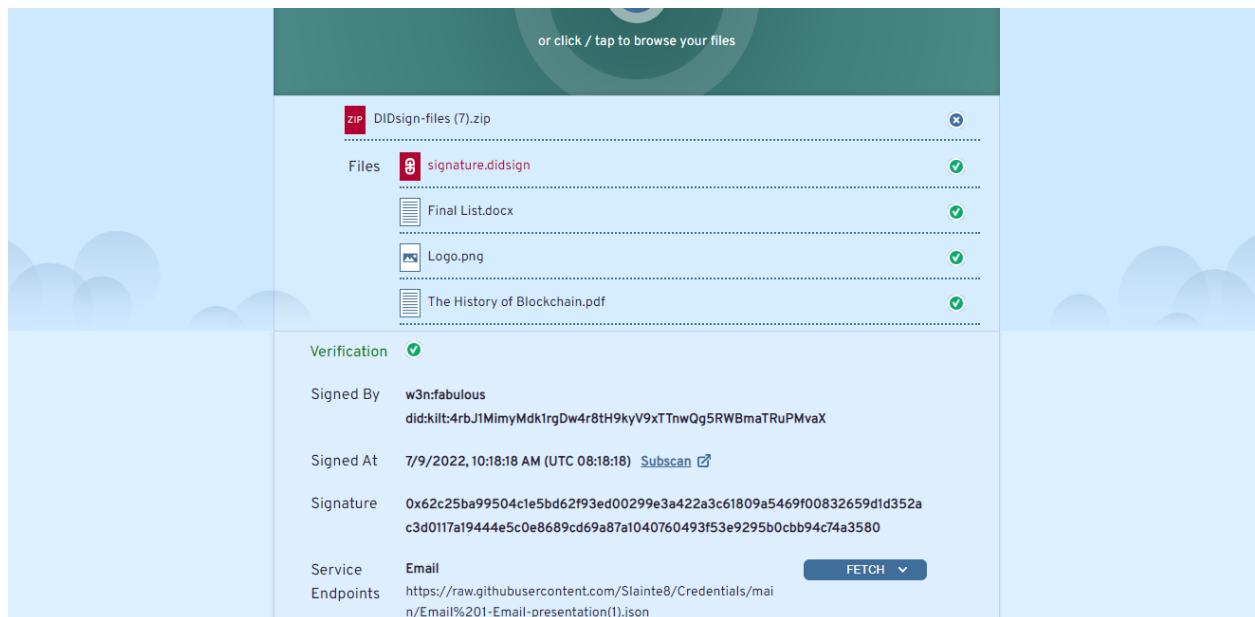 or click / tap to browse your files
ZIP DIDsign-files (7).zip
Files signature.didsign
Final List.docx
Logo.png
The History of Blockchain.pdf
Verification
Signed By w3n:fabulous
did:kilt:4rbJ1MimyMdk1rgDw4r8tH9kyV9xTTnwQg5RWBmaTRuPMvaX
Signed At 7/9/2022, 10:18:18 AM (UTC 08:18:18) Subscan
Signature 0x62c25ba99504c1e5bd62f93ed00299e3a422a3c61809a5469f00832659d1d352a
c3d0117a19444e5c0e8689cd69a87a1040760493f53e9295b0cbb94c74a3580
Service Email FETCH
Endpoints https://raw.githubusercontent.com/Slainte8/Credentials/mai
n/Email%201-Email-presentation(1).json